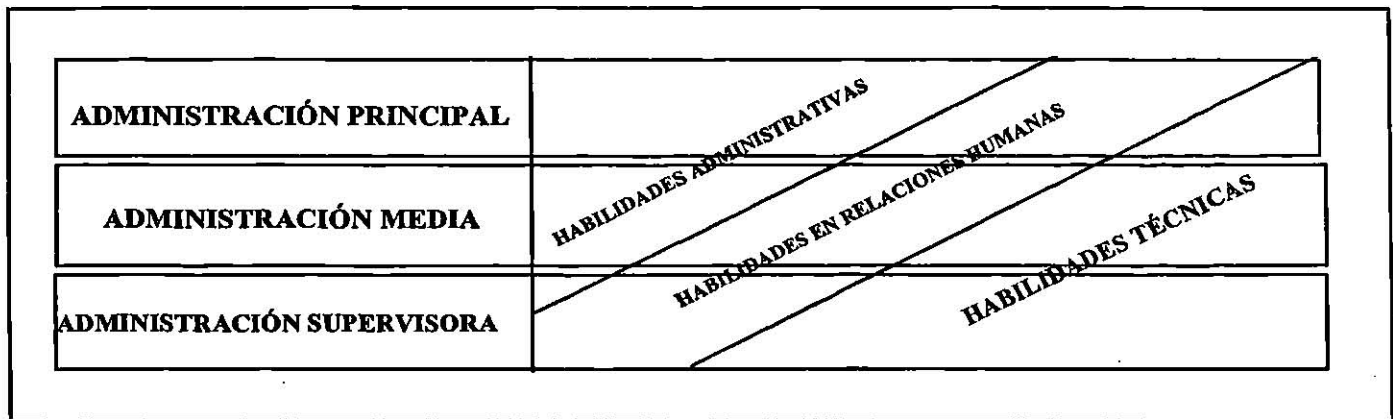 ADMINISTRACIÓN PRINCIPAL
ADMINISTRACIÓN MEDIA
ADMINISTRACIÓN SUPERVISORA
HABILIDADES ADMINISTRATIVAS
HABILIDADES EN RELACIONES HUMANAS
HABILIDADES TÉCNICAS